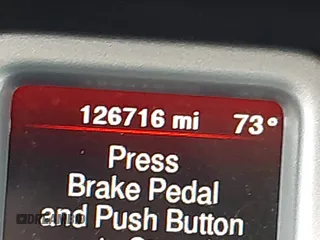 126716 mi 73°
Press
Brake Pedal
and Push Button